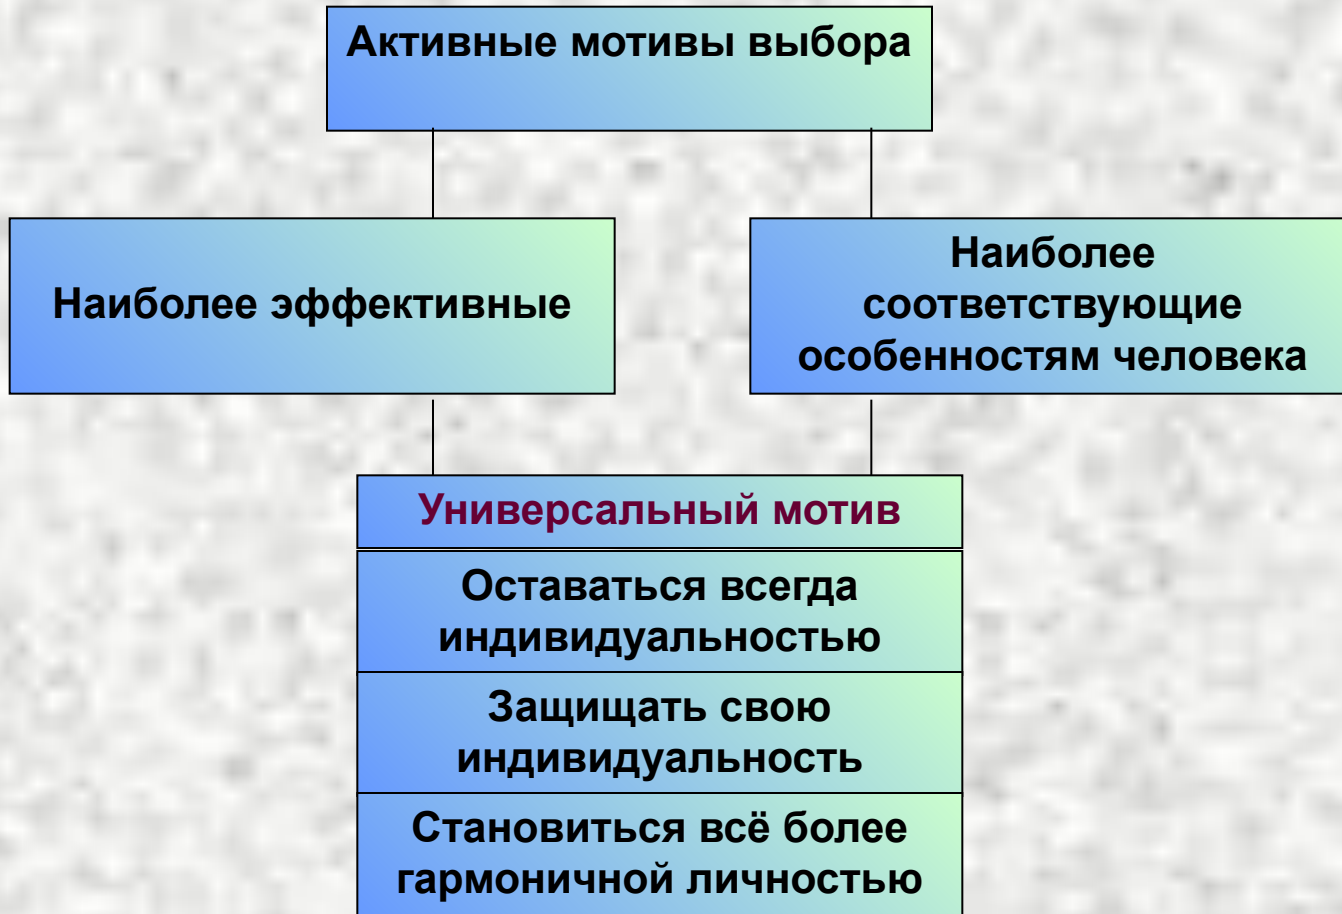 Активные мотивы выбора
Наиболее эффективные
Наиболее
соответствующие
особенностям человека
Универсальный мотив
Оставаться всегда
индивидуальностью
Защищать свою
индивидуальность
Становиться всё более
гармоничной личностью